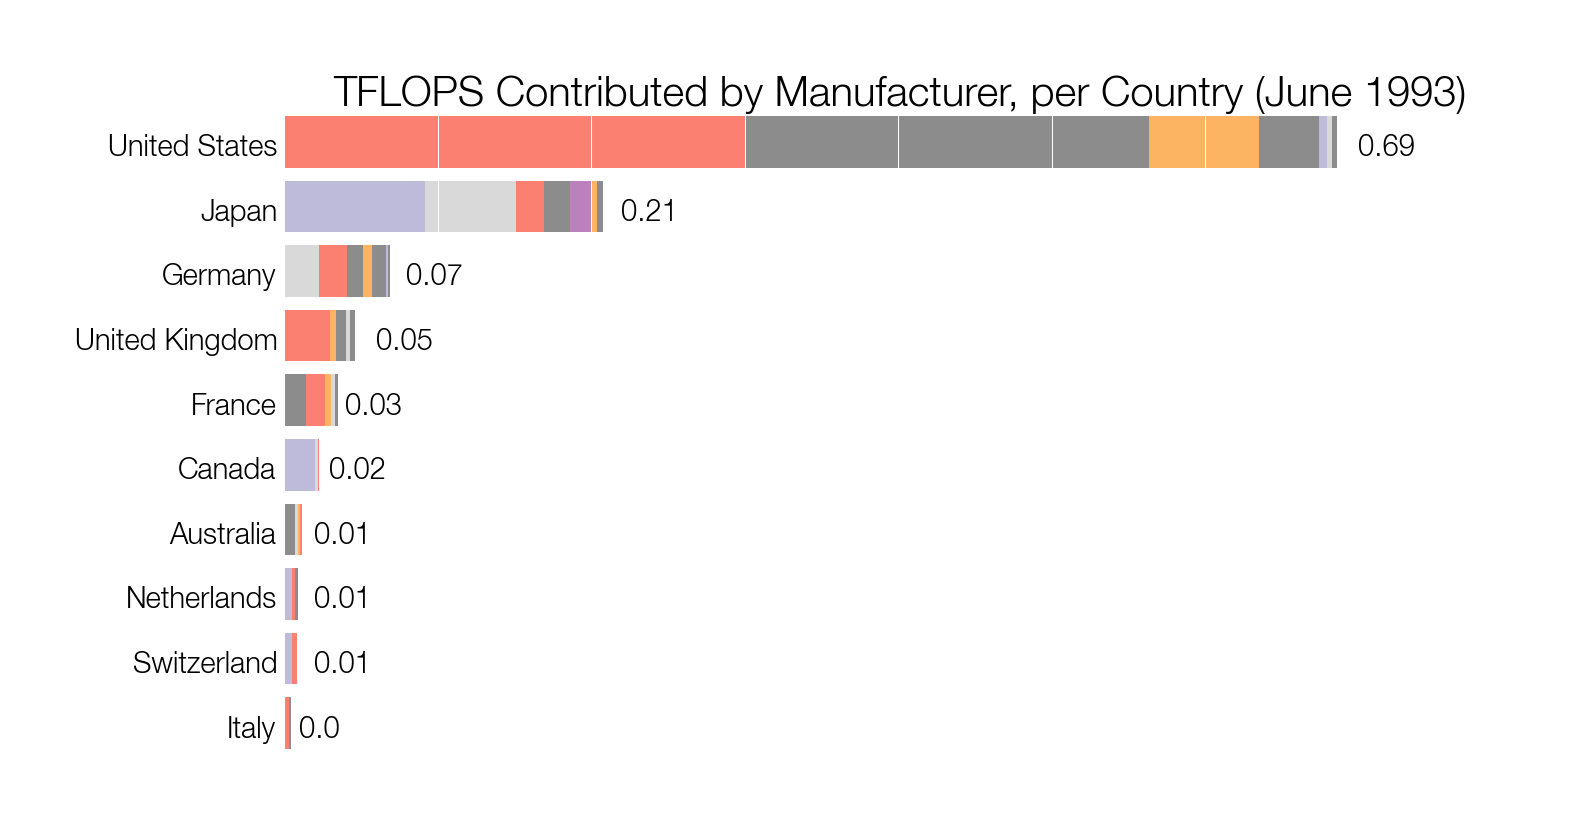 TFLOPS Contributed by Manufacturer, per Country (June 1993)
United States 0.69
Japan 0.21
Germany 0.07
United Kingdom 0.05
France 0.03
Canada 0.02
Australia 0.01
Netherlands 0.01
Switzerland 0.01
Italy 0.0